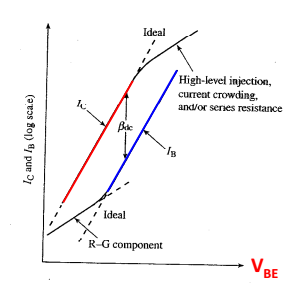 Ideal
High-level injection,
current crowding,
and/or series resistance
I_C
β_dc
I_B
I_C and I_B (log scale)
Ideal
R–G component
V_BE